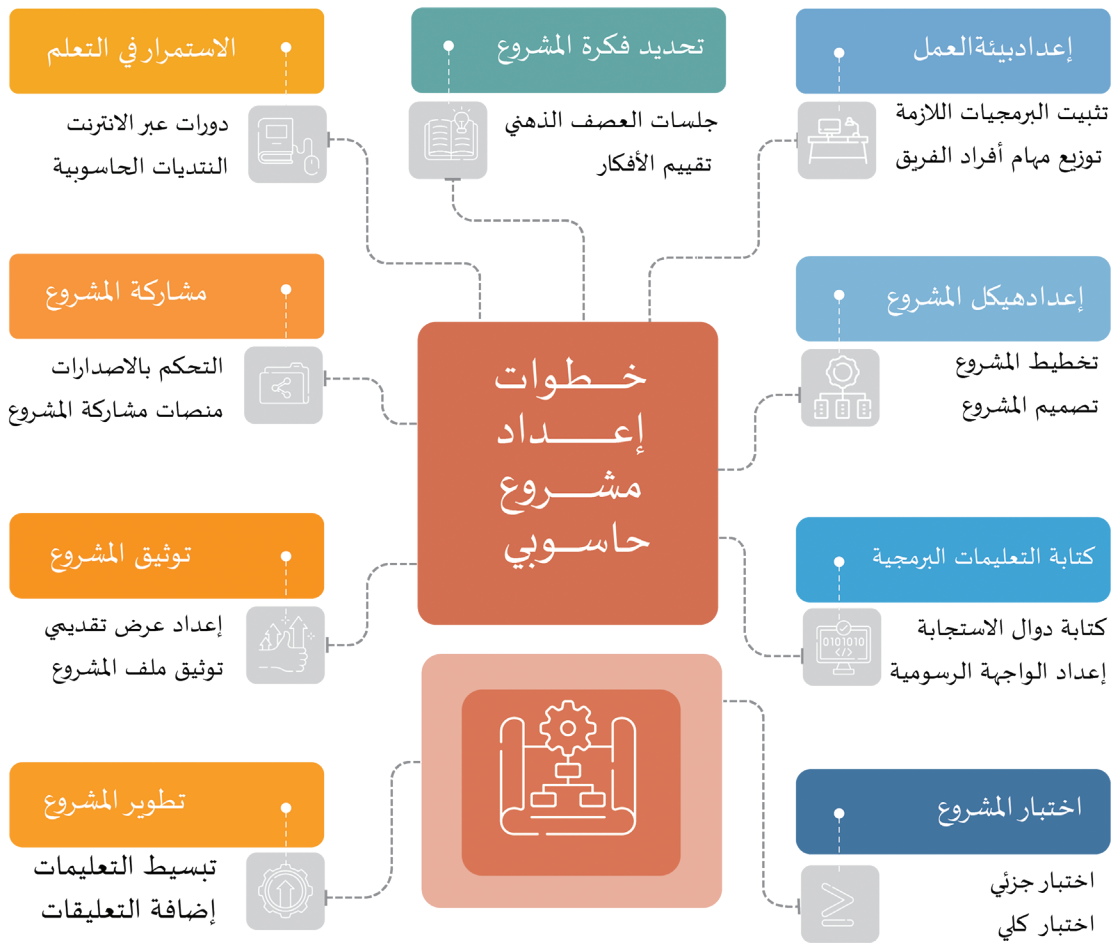 تحديد فكرة المشروع
جلسات العصف الذهني
تقييم الأفكار
إعدادبيئةالعمل
تثبيت البرمجيات اللازمة
توزيع مهام أفراد الفريق
إعدادهيكل المشروع
تخطيط المشروع
تصميم المشروع
كتابة التعليمات البرمجية
كتابة دوال الاستجابة
إعداد الواجهة الرسومية
0101010
</>
اختبار المشروع
اختبار جزئي
اختبار كلي
خطوات
إعداد
مشروع
حاسوبي
تطوير المشروع
تبسيط التعليمات
إضافة التعليقات
توثيق المشروع
إعداد عرض تقديمي
توثيق ملف المشروع
مشاركة المشروع
التحكم بالاصدارات
منصات مشاركة المشروع
الاستمرار في التعلم
دورات عبر الانترنت
النتديات الحاسوبية